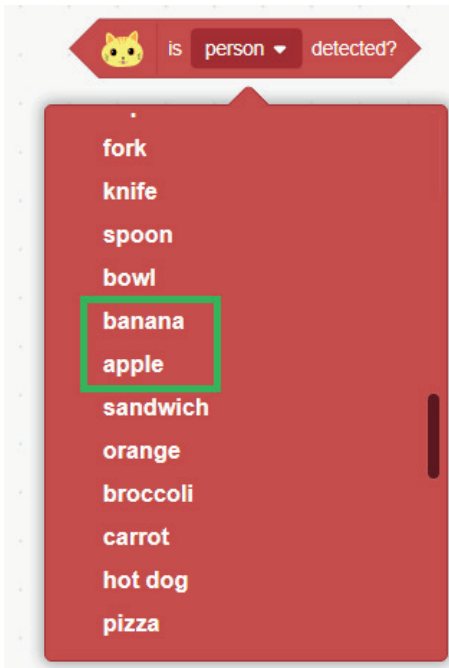 is person detected?
fork
knife
spoon
bowl
banana
apple
sandwich
orange
broccoli
carrot
hot dog
pizza